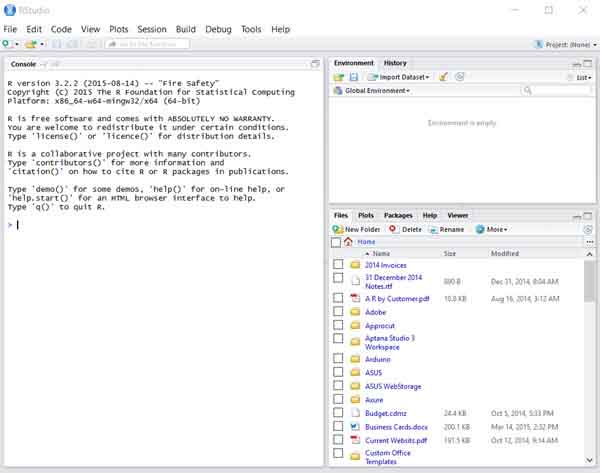 RStudio
File Edit Code View Plots Session Build Debug Tools Help
Go to file/function
Project: (None)
Console ~/
R version 3.2.2 (2015-08-14) -- "Fire Safety"
Copyright (C) 2015 The R Foundation for Statistical Computing
Platform: x86_64-w64-mingw32/x64 (64-bit)
R is free software and comes with ABSOLUTELY NO WARRANTY.
You are welcome to redistribute it under certain conditions.
Type 'license()' or 'licence()' for distribution details.
R is a collaborative project with many contributors.
Type 'contributors()' for more information and
'citation()' on how to cite R or R packages in publications.
Type 'demo()' for some demos, 'help()' for on-line help, or
'help.start()' for an HTML browser interface to help.
Type 'q()' to quit R.
>
Environment History
Import Dataset List
Global Environment
Environment is empty
Files Plots Packages Help Viewer
New Folder Delete Rename More
Home
Name Size Modified
2014 Invoices
31 December 2014 Notes.rtf 880 B Dec 31, 2014, 8:04 AM
A R by Customer.pdf 10.8 KB Aug 16, 2014, 3:12 AM
Adobe
Approcut
Aptana Studio 3 Workspace
Arduino
ASUS
ASUS WebStorage
Axure
Budget.cdmz 24.4 KB Oct 5, 2014, 5:33 PM
Business Cards.docx 200.1 KB Mar 14, 2015, 2:32 PM
Current Websit.pdf 191.5 KB Oct 12, 2014, 9:14 AM
Custom Office Templates